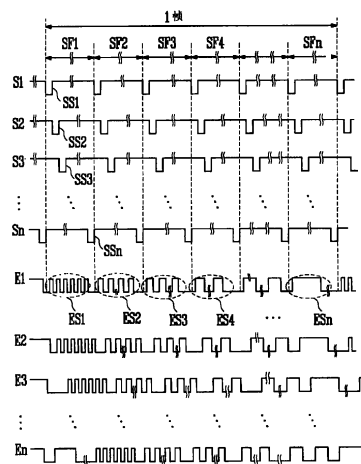 1 帧
SF1 SF2 SF3 SF4 ... SFn
S1
SS1
S2
SS2
S3
SS3
Sn
SSn
E1
ES1 ES2 ES3 ES4 ... ESn
E2
E3
En